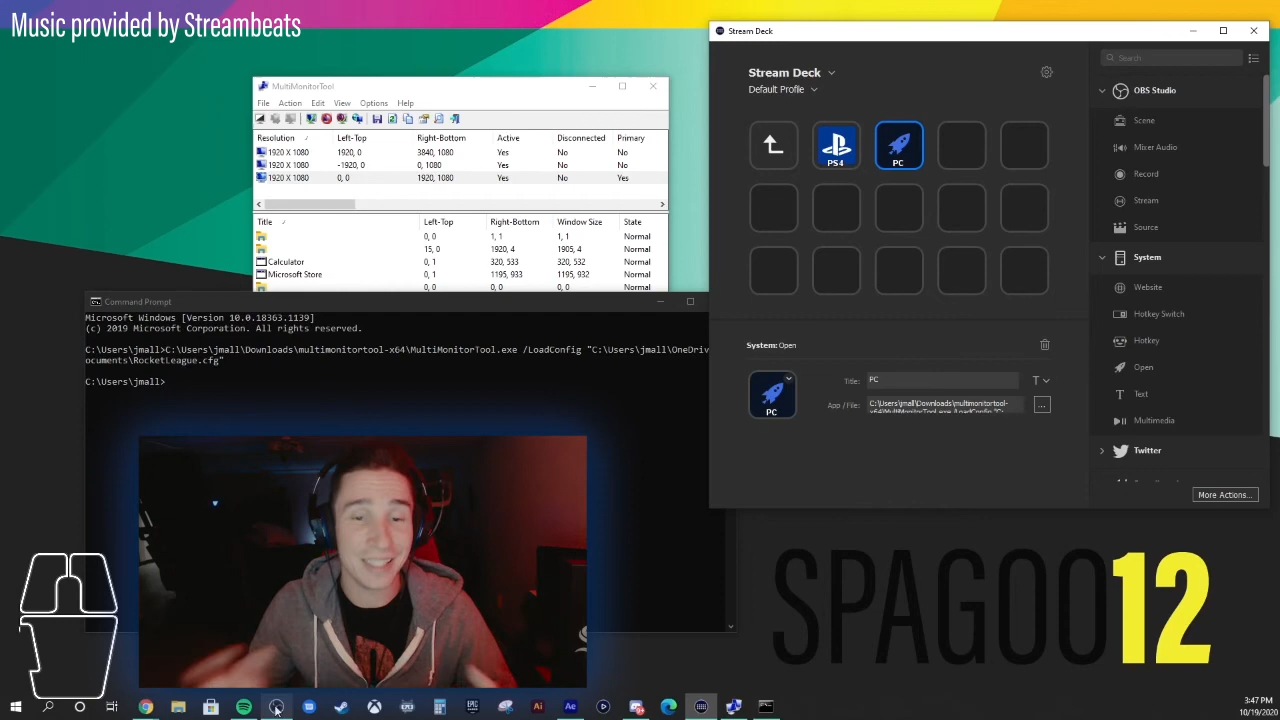 Music provided by Streambeats
MultiMonitorTool
File Action Edit View Options Help
Resolution / Left-Top Right-Bottom Active Disconnected Primary
1920 X 1080 1920, 0 3840, 1080 Yes No No
1920 X 1080 -1920, 0 0, 1080 Yes No No
1920 X 1080 0, 0 1920, 1080 Yes No Yes
Title / Left-Top Right-Bottom Window Size State
0, 0 1, 1 1, 1 Normal
15, 0 1920, 4 1905, 4 Normal
Calculator 0, 1 320, 533 320, 532 Normal
Microsoft Store 0, 1 1195, 933 1195, 932 Normal
0, 0 0, 0 0, 0 Normal
Command Prompt
Microsoft Windows [Version 10.0.18363.1139]
(c) 2019 Microsoft Corporation. All rights reserved.
C:\Users\jmall>C:\Users\jmall\Downloads\multimonitortool-x64\MultiMonitorTool.exe /LoadConfig "C:\Users\jmall\OneDriv
ocuments\RocketLeague.cfg"
C:\Users\jmall>
Stream Deck
Stream Deck
Default Profile
PS4
PC
System: Open
PC
Title: PC
App / File: C:\Users\jmall\Downloads\multimonitortool-
x64\MultiMonitorTool.exe /LoadConfig "C:
...
Search
OBS Studio
Scene
Mixer Audio
Record
Stream
Source
System
Website
Hotkey Switch
Hotkey
Open
Text
Multimedia
Twitter
More Actions...
SPAGOO12
3:47 PM
10/19/2020